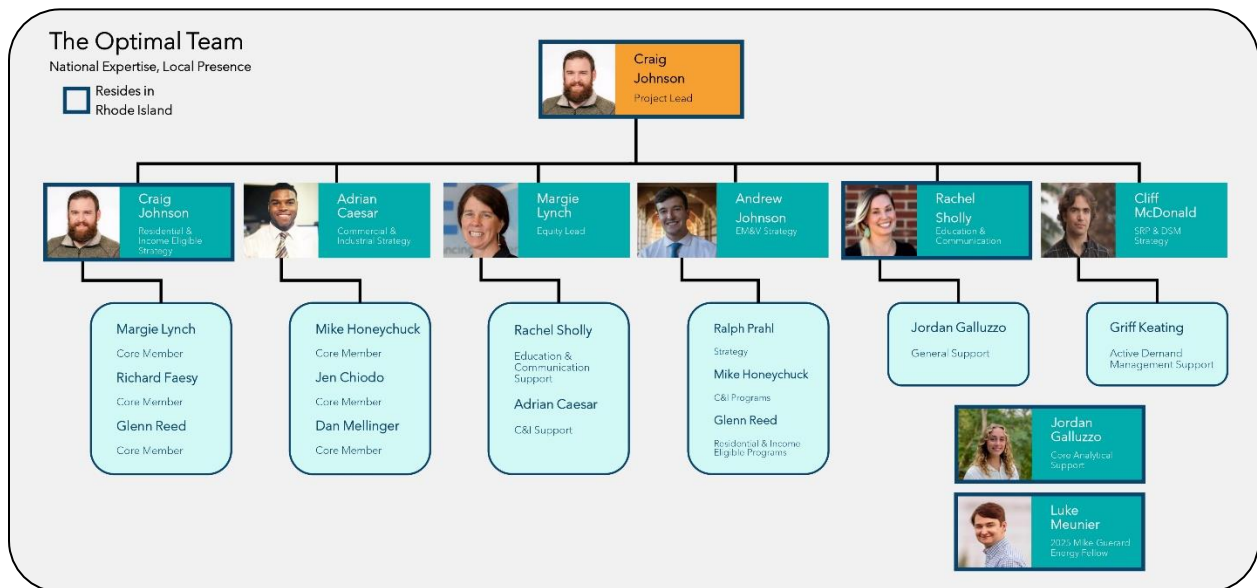 The Optimal Team
National Expertise, Local Presence
Resides in
Rhode Island
Craig
Johnson
Project Lead
Craig
Johnson
Residential &
Income Eligible
Strategy
Adrian
Caesar
Commercial &
Industrial Strategy
Margie
Lynch
Equity Lead
Andrew
Johnson
EM&V Strategy
Rachel
Sholly
Education &
Communication
Cliff
McDonald
SRP & DSM
Strategy
Margie Lynch
Core Member
Richard Faesy
Core Member
Glenn Reed
Core Member
Mike Honeychuck
Core Member
Jen Chiodo
Core Member
Dan Mellinger
Core Member
Rachel Sholly
Education &
Communication
Support
Adrian Caesar
C&I Support
Ralph Prahl
Strategy
Mike Honeychuck
C&I Programs
Glenn Reed
Residential & Income
Eligible Programs
Jordan Galluzzo
General Support
Griff Keating
Active Demand
Management Support
Jordan
Galluzzo
Core Analytical
Support
Luke
Meunier
2025 Mike Guerard
Energy Fellow